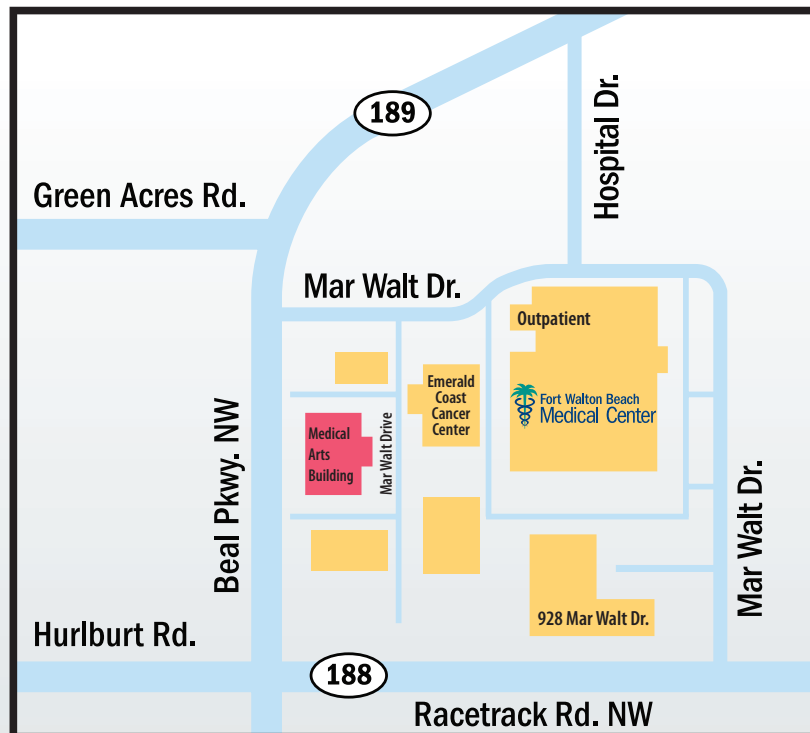 189
Hospital Dr.
Green Acres Rd.
Mar Walt Dr.
Outpatient
Emerald
Coast
Cancer
Center
Fort Walton Beach
Medical Center
Medical
Arts
Building
Mar Walt Drive
Beal Pkwy. NW
Mar Walt Dr.
928 Mar Walt Dr.
Hurlburt Rd.
188
Racetrack Rd. NW